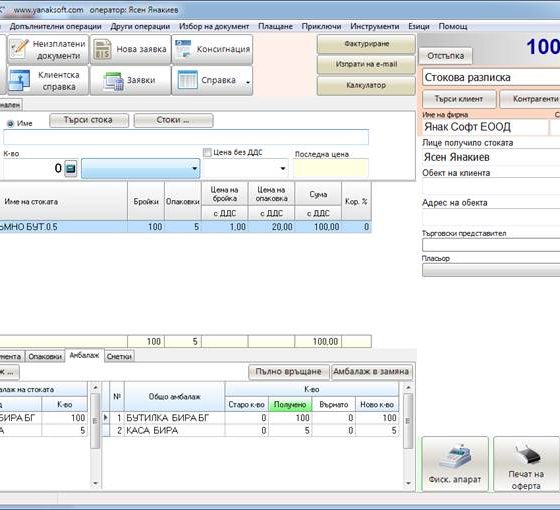 www.yanaksoft.com оператор: Ясен Янакиев
Допълнителни операции Други операции Избор на документ Плащане Приключи Инструменти Езици Помощ
Неизплатени документи
Нова заявка
Консигнация
Клиентска справка
Заявки
Справка
Фактуриране
Изпрати на e-mail
Калкулатор
100
Отстъпка
Стокова разписка
Търси клиент Контрагенти
Име на фирма
Янак Софт ЕООД
Лице получило стоката
Ясен Янакиев
Обект на клиента
Адрес на обекта
Търговски представител
Пласьор
Име Търси стока Стоки ...
К-во Цена без ДДС Последна цена
0
Име на стоката Бройки Опаковки Цена на бройка Цена на опаковка Сума Кор. %
с ДДС с ДДС с ДДС
БУТ.0.5 100 5 1,00 20,00 100,00 0
100 5 100,00
Опаковки Амбалаж Сметки
Пълно връщане Амбалаж в замяна
на стоката
К-во
БИРА БГ 100
5
№ Общо амбалаж К-во
Старо к-во Получено Върнато Ново к-во
1 БУТИЛКА БИРА БГ 0 100 0 100
2 КАСА БИРА 0 5 0 5
Фиск. апарат
Печат на оферта